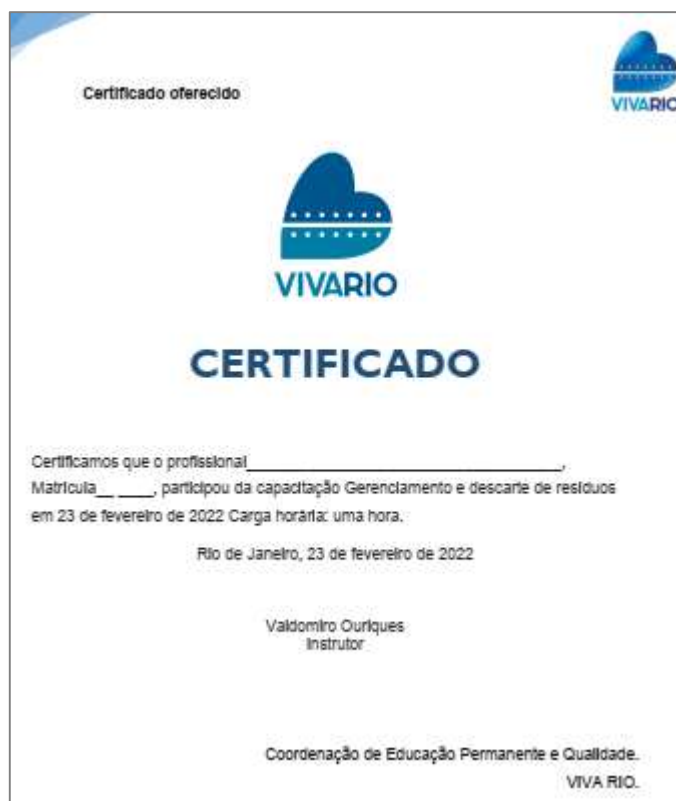 Certificado oferecido
VIVARIO
VIVARIO
CERTIFICADO
Certificamos que o profissional________________________________________,
Matricula__ ____, participou da capacitação Gerenciamento e descarte de resíduos
em 23 de fevereiro de 2022 Carga horária: uma hora.
Rio de Janeiro, 23 de fevereiro de 2022
Valdomiro Ouriques
Instrutor
Coordenação de Educação Permanente e Qualidade.
VIVA RIO.